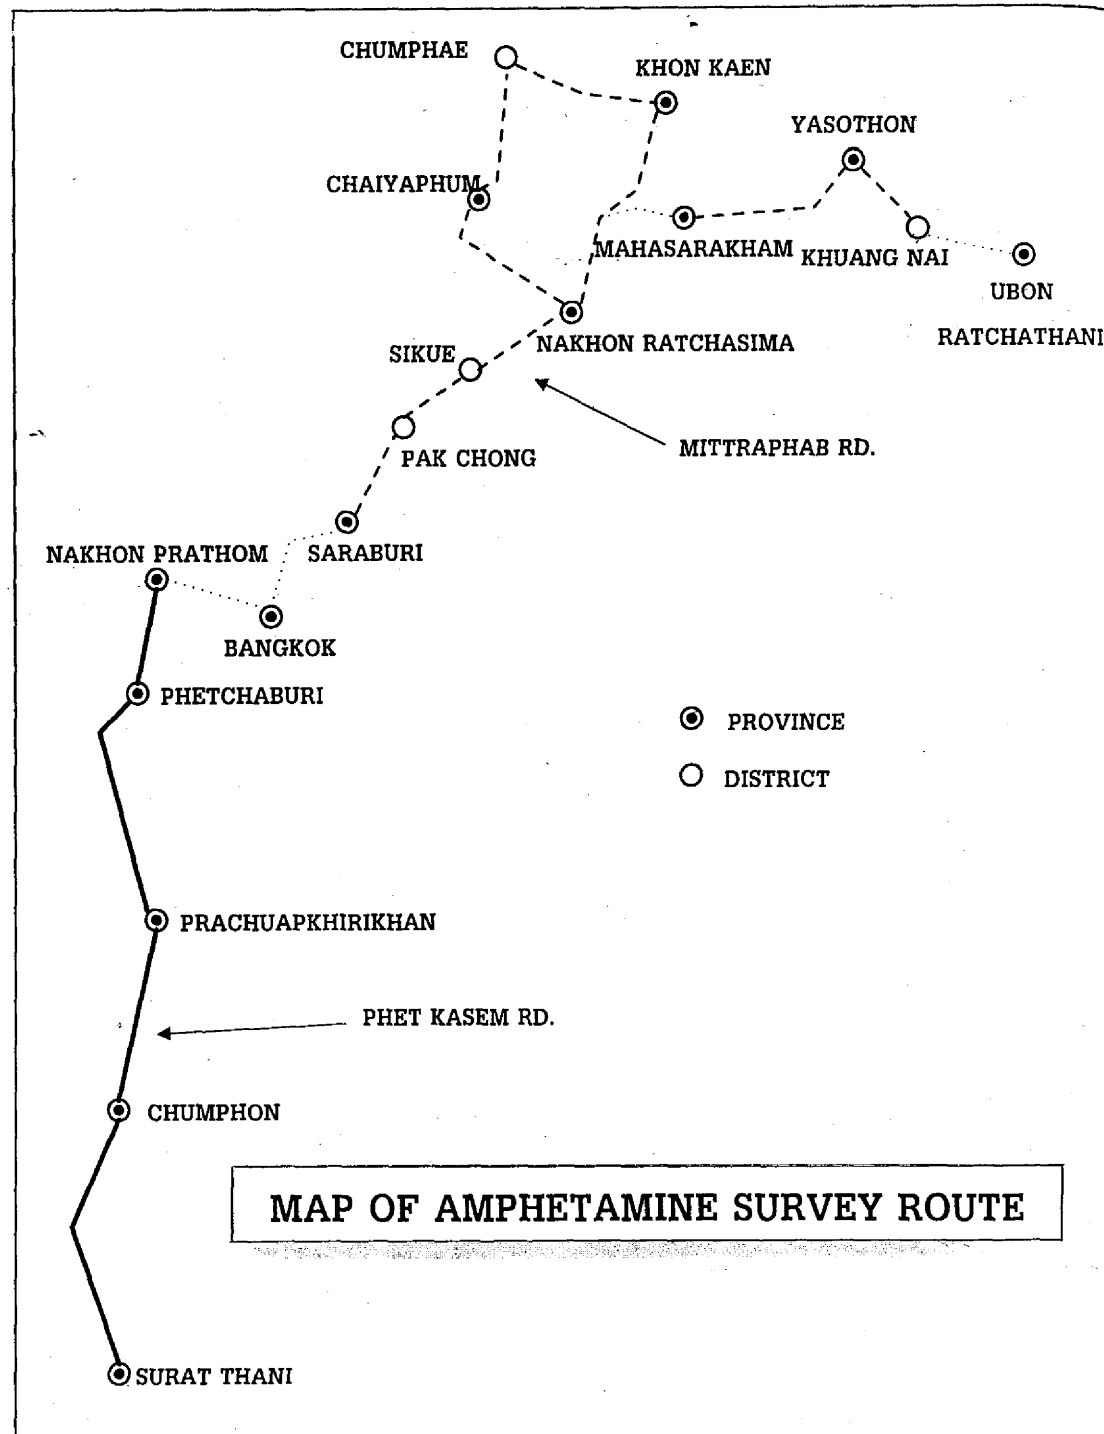 CHUMPHAE
KHON KAEN
YASOTHON
CHAIYAPHUM
MAHASARAKHAM
KHUANG NAI
UBON
RATCHATHANI
NAKHON RATCHASIMA
SIKUE
MITTRAPHAB RD.
PAK CHONG
NAKHON PRATHOM
SARABURI
BANGKOK
PHETCHABURI
PROVINCE
DISTRICT
PRACHUAPKHIRIKHAN
PHET KASEM RD.
CHUMPHON
MAP OF AMPHETAMINE SURVEY ROUTE
SURAT THANI